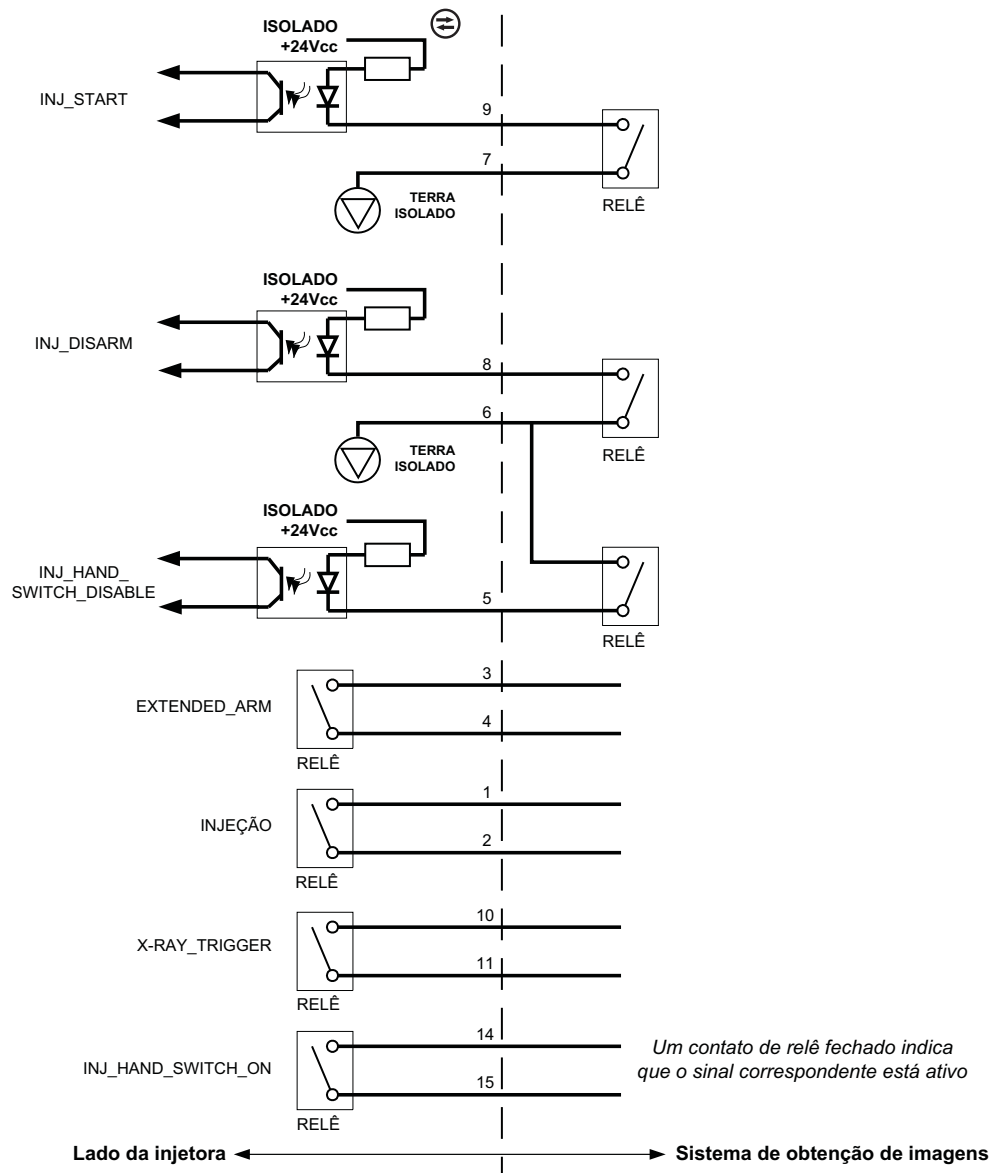 ISOLADO
+24Vcc
INJ_START
9
7
TERRA
ISOLADO
RELÊ
ISOLADO
+24Vcc
INJ_DISARM
8
6
TERRA
ISOLADO
RELÊ
ISOLADO
+24Vcc
INJ_HAND_
SWITCH_DISABLE
5
RELÊ
3
EXTENDED_ARM
4
RELÊ
1
INJEÇÃO
2
RELÊ
10
X-RAY_TRIGGER
11
RELÊ
14
INJ_HAND_SWITCH_ON
15
RELÊ
Um contato de relê fechado indica
que o sinal correspondente está ativo
Lado da injetora
Sistema de obtenção de imagens